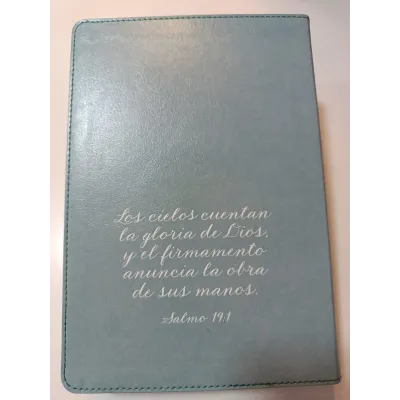 Los cielos cuentan
la gloria de Dios,
y el firmamento
anuncia la obra
de sus manos.
Salmo 19:1